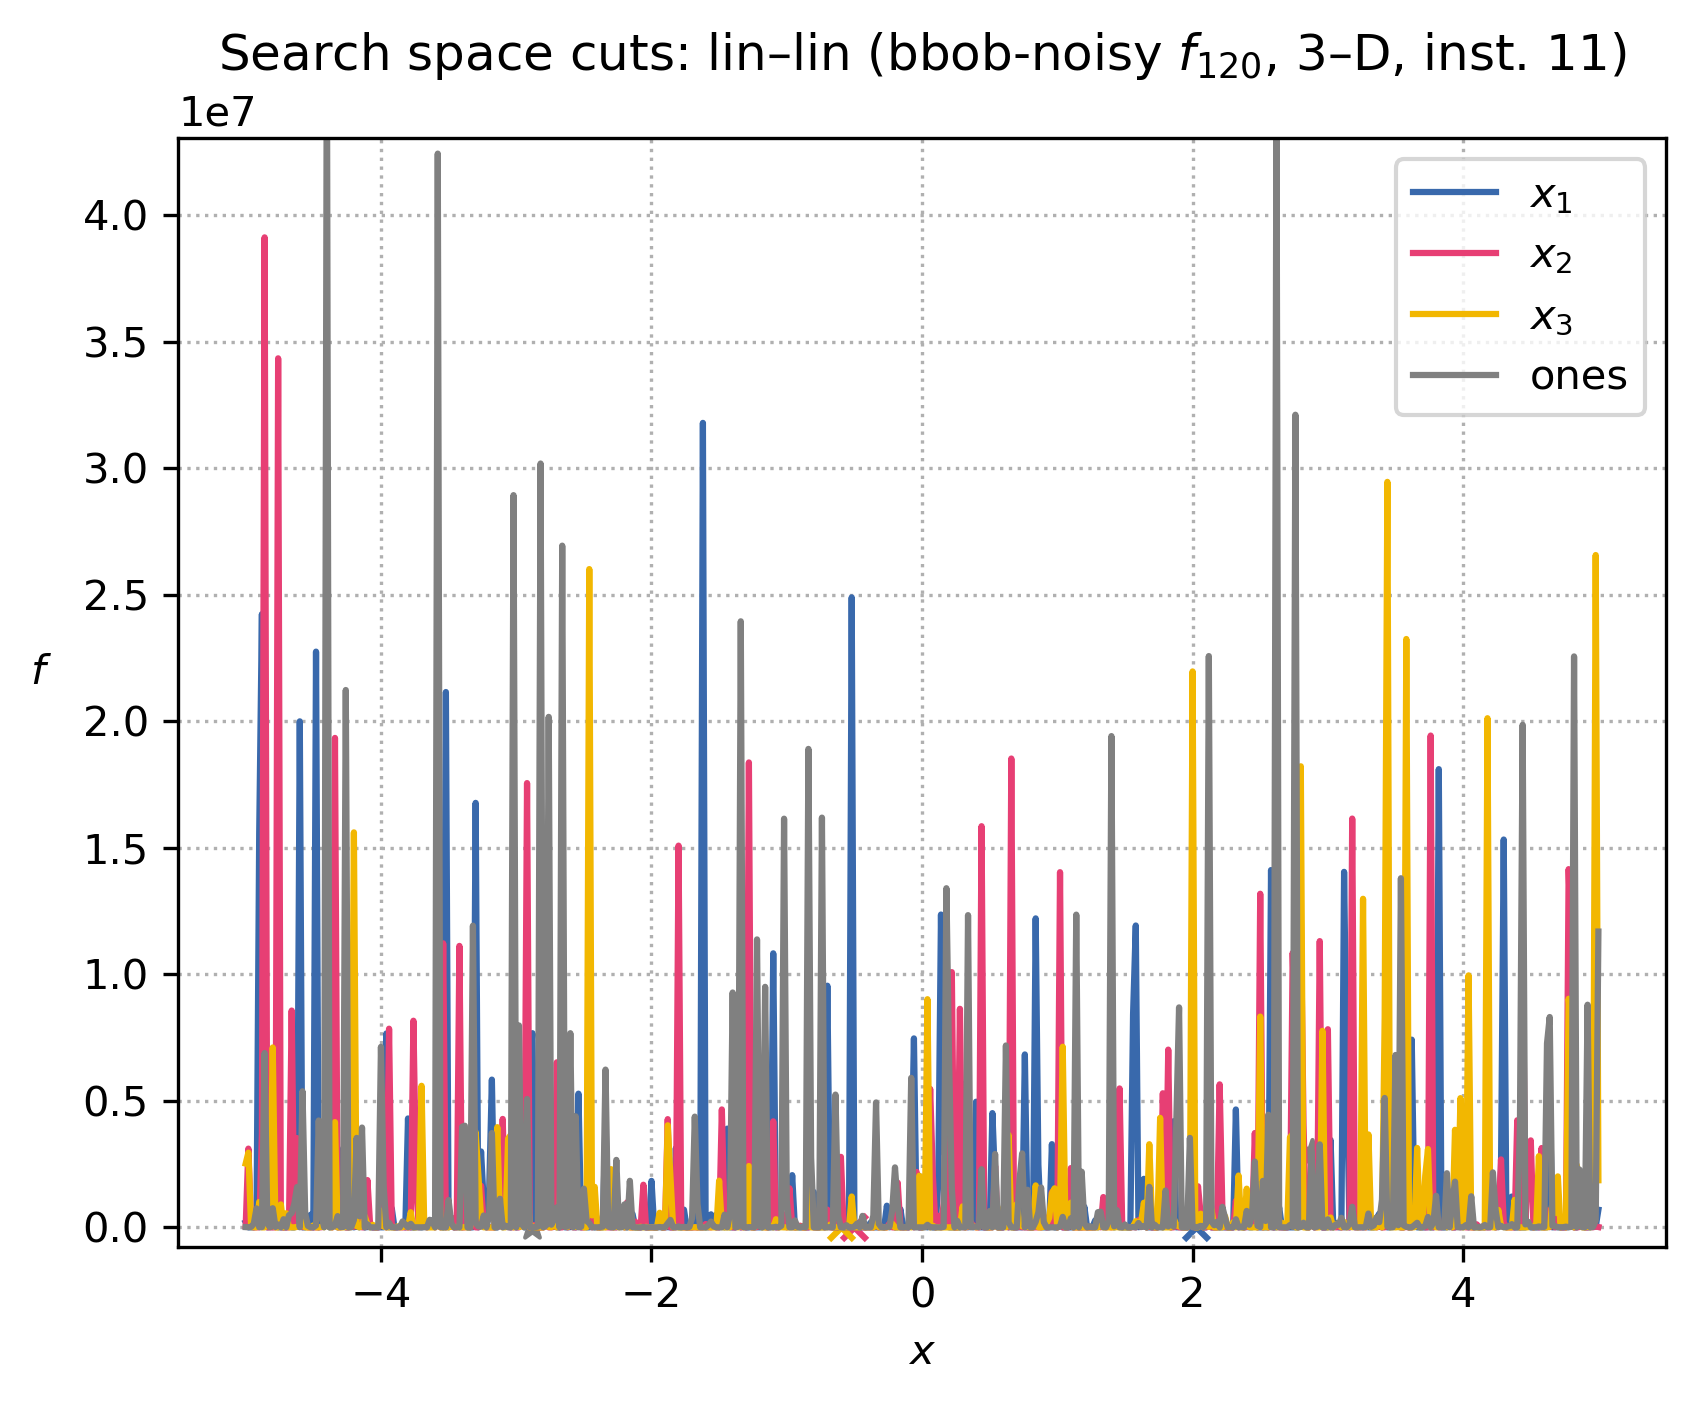 Search space cuts: lin–lin (bbob-noisy f₁₂₀, 3–D, inst. 11)
1e7
4.0
3.5
3.0
2.5
2.0
1.5
1.0
0.5
0.0
f
−4 −2 0 2 4
x
x₁
x₂
x₃
ones